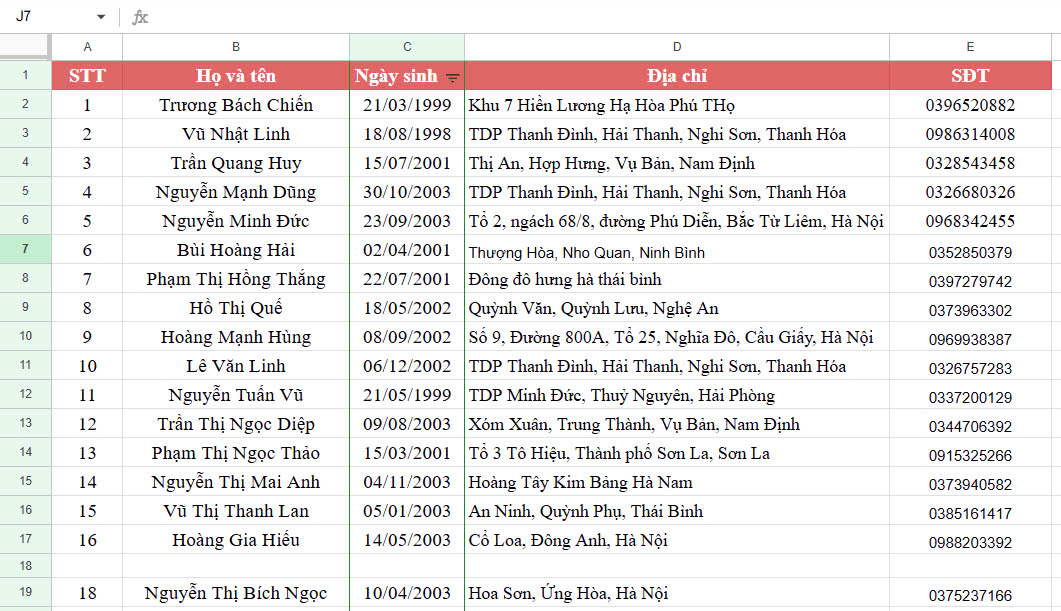 J7 fx
A B C D E
1 STT Họ và tên Ngày sinh Địa chỉ SĐT
2 1 Trương Bách Chiến 21/03/1999 Khu 7 Hiền Lương Hạ Hòa Phú THọ 0396520882
3 2 Vũ Nhật Linh 18/08/1998 TDP Thanh Đình, Hải Thanh, Nghi Sơn, Thanh Hóa 0986314008
4 3 Trần Quang Huy 15/07/2001 Thị An, Hợp Hưng, Vụ Bản, Nam Định 0328543458
5 4 Nguyễn Mạnh Dũng 30/10/2003 TDP Thanh Đình, Hải Thanh, Nghi Sơn, Thanh Hóa 0326680326
6 5 Nguyễn Minh Đức 23/09/2003 Tổ 2, ngách 68/8, đường Phú Diễn, Bắc Từ Liêm, Hà Nội 0968342455
7 6 Bùi Hoàng Hải 02/04/2001 Thượng Hòa, Nho Quan, Ninh Bình 0352850379
8 7 Phạm Thị Hồng Thắng 22/07/2001 Đông đô hưng hà thái bình 0397279742
9 8 Hồ Thị Quế 18/05/2002 Quỳnh Văn, Quỳnh Lưu, Nghệ An 0373963302
10 9 Hoàng Mạnh Hùng 08/09/2002 Số 9, Đường 800A, Tổ 25, Nghĩa Đô, Cầu Giấy, Hà Nội 0969938387
11 10 Lê Văn Linh 06/12/2002 TDP Thanh Đình, Hải Thanh, Nghi Sơn, Thanh Hóa 0326757283
12 11 Nguyễn Tuấn Vũ 21/05/1999 TDP Minh Đức, Thuỷ Nguyên, Hải Phòng 0337200129
13 12 Trần Thị Ngọc Diệp 09/08/2003 Xóm Xuân, Trung Thành, Vụ Bản, Nam Định 0344706392
14 13 Phạm Thị Ngọc Thảo 15/03/2001 Tổ 3 Tô Hiệu, Thành phố Sơn La, Sơn La 0915325266
15 14 Nguyễn Thị Mai Anh 04/11/2003 Hoàng Tây Kim Bảng Hà Nam 0373940582
16 15 Vũ Thị Thanh Lan 05/01/2003 An Ninh, Quỳnh Phụ, Thái Bình 0385161417
17 16 Hoàng Gia Hiếu 14/05/2003 Cổ Loa, Đông Anh, Hà Nội 0988203392
18
19 18 Nguyễn Thị Bích Ngọc 10/04/2003 Hoa Sơn, Ứng Hòa, Hà Nội 0375237166